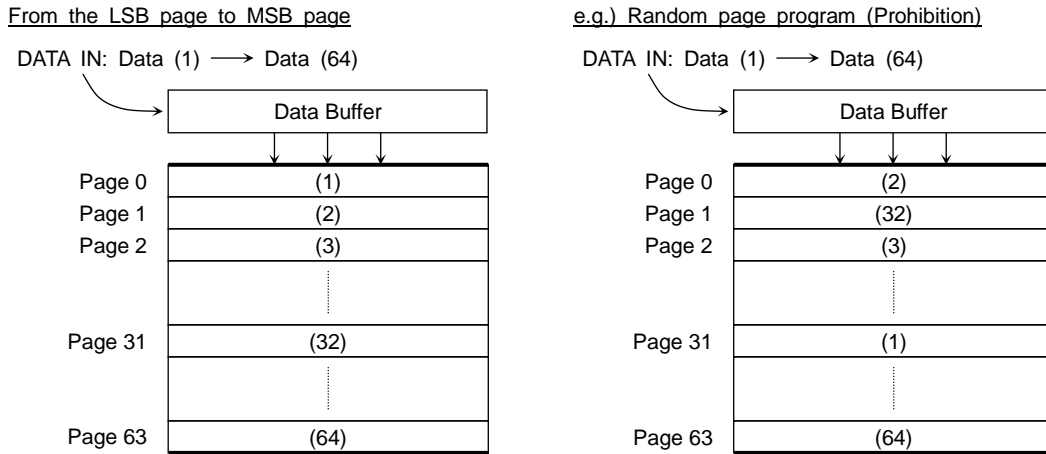 From the LSB page to MSB page
DATA IN: Data (1) → Data (64)
Data Buffer
Page 0 (1)
Page 1 (2)
Page 2 (3)
Page 31 (32)
Page 63 (64)
e.g.) Random page program (Prohibition)
DATA IN: Data (1) → Data (64)
Data Buffer
Page 0 (2)
Page 1 (32)
Page 2 (3)
Page 31 (1)
Page 63 (64)